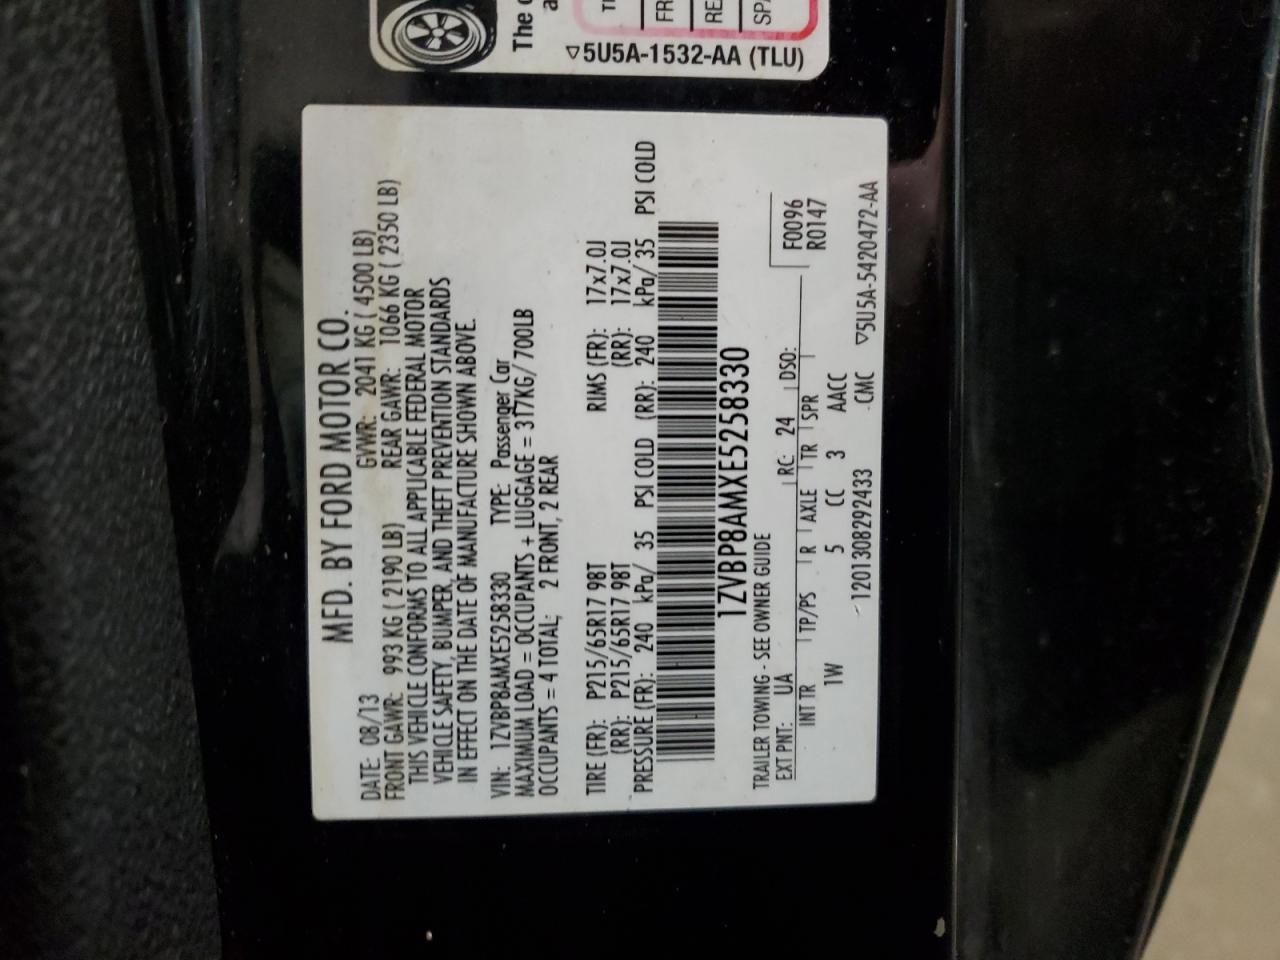 The
a
FR
RE
SPA
▽5U5A-1532-AA (TLU)
MFD. BY FORD MOTOR CO.
DATE: 08/13 GVWR: 2041 KG ( 4500 LB)
FRONT GAWR: 993 KG ( 2190 LB) REAR GAWR: 1066 KG ( 2350 LB)
THIS VEHICLE CONFORMS TO ALL APPLICABLE FEDERAL MOTOR
VEHICLE SAFETY, BUMPER, AND THEFT PREVENTION STANDARDS
IN EFFECT ON THE DATE OF MANUFACTURE SHOWN ABOVE.
VIN: 1ZVBP8AMXE5258330 TYPE: Passenger Car
MAXIMUM LOAD = OCCUPANTS + LUGGAGE = 317KG/700LB
OCCUPANTS = 4 TOTAL; 2 FRONT, 2 REAR
TIRE (FR): P215/65R17 98T RIMS (FR): 17x7.0J
(RR): P215/65R17 98T (RR): 17x7.0J
PRESSURE (FR): 240 kPa/ 35 PSI COLD (RR): 240 kPa/ 35 PSI COLD
1ZVBP8AMXE5258330
TRAILER TOWING - SEE OWNER GUIDE
EXT PNT: UA RC: 24 DSO: F0096
R0147
INT TR TP/PS R AXLE TR SPR
1W 5 CC 3 AACC
1201308292433 CMC ▽5U5A-5420472-AA